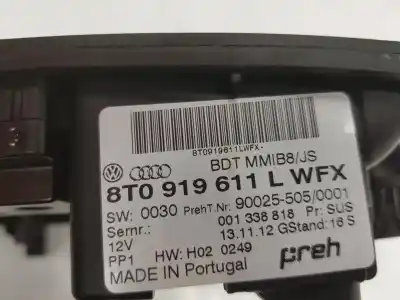 8T0919611LWFX-
BDT MMIB8/JS
8T0 919 611 L WFX
SW: 0030 PrehT.Nr: 90025-505/0001
Sernr.: 001 338 818 Pr: SUS
12V 13.11.12 GStand: 16 S
PP1 HW: H02 0249
MADE IN Portugal preh